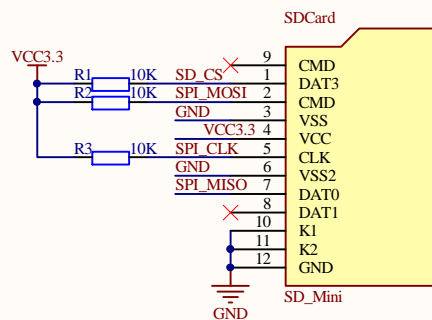 SDCard
VCC3.3
9 CMD
R1 10K SD_CS 1 DAT3
R2 10K SPI_MOSI 2 CMD
GND 3 VSS
VCC3.3 4 VCC
R3 10K SPI_CLK 5 CLK
GND 6 VSS2
SPI_MISO 7 DAT0
8 DAT1
10 K1
11 K2
12 GND
SD_Mini
GND